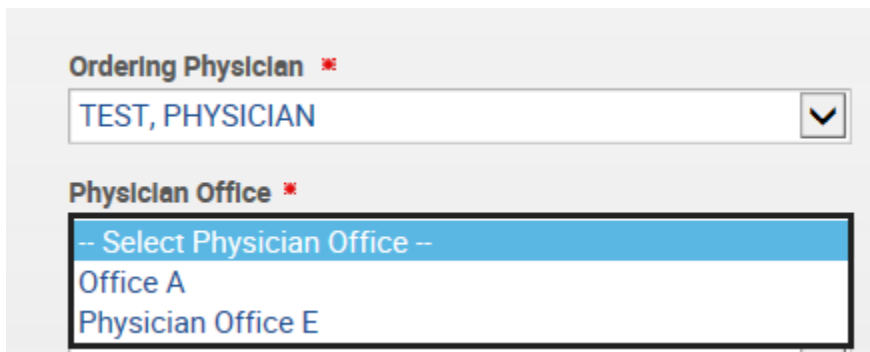 Ordering Physician *
TEST, PHYSICIAN
Physician Office *
-- Select Physician Office --
Office A
Physician Office E